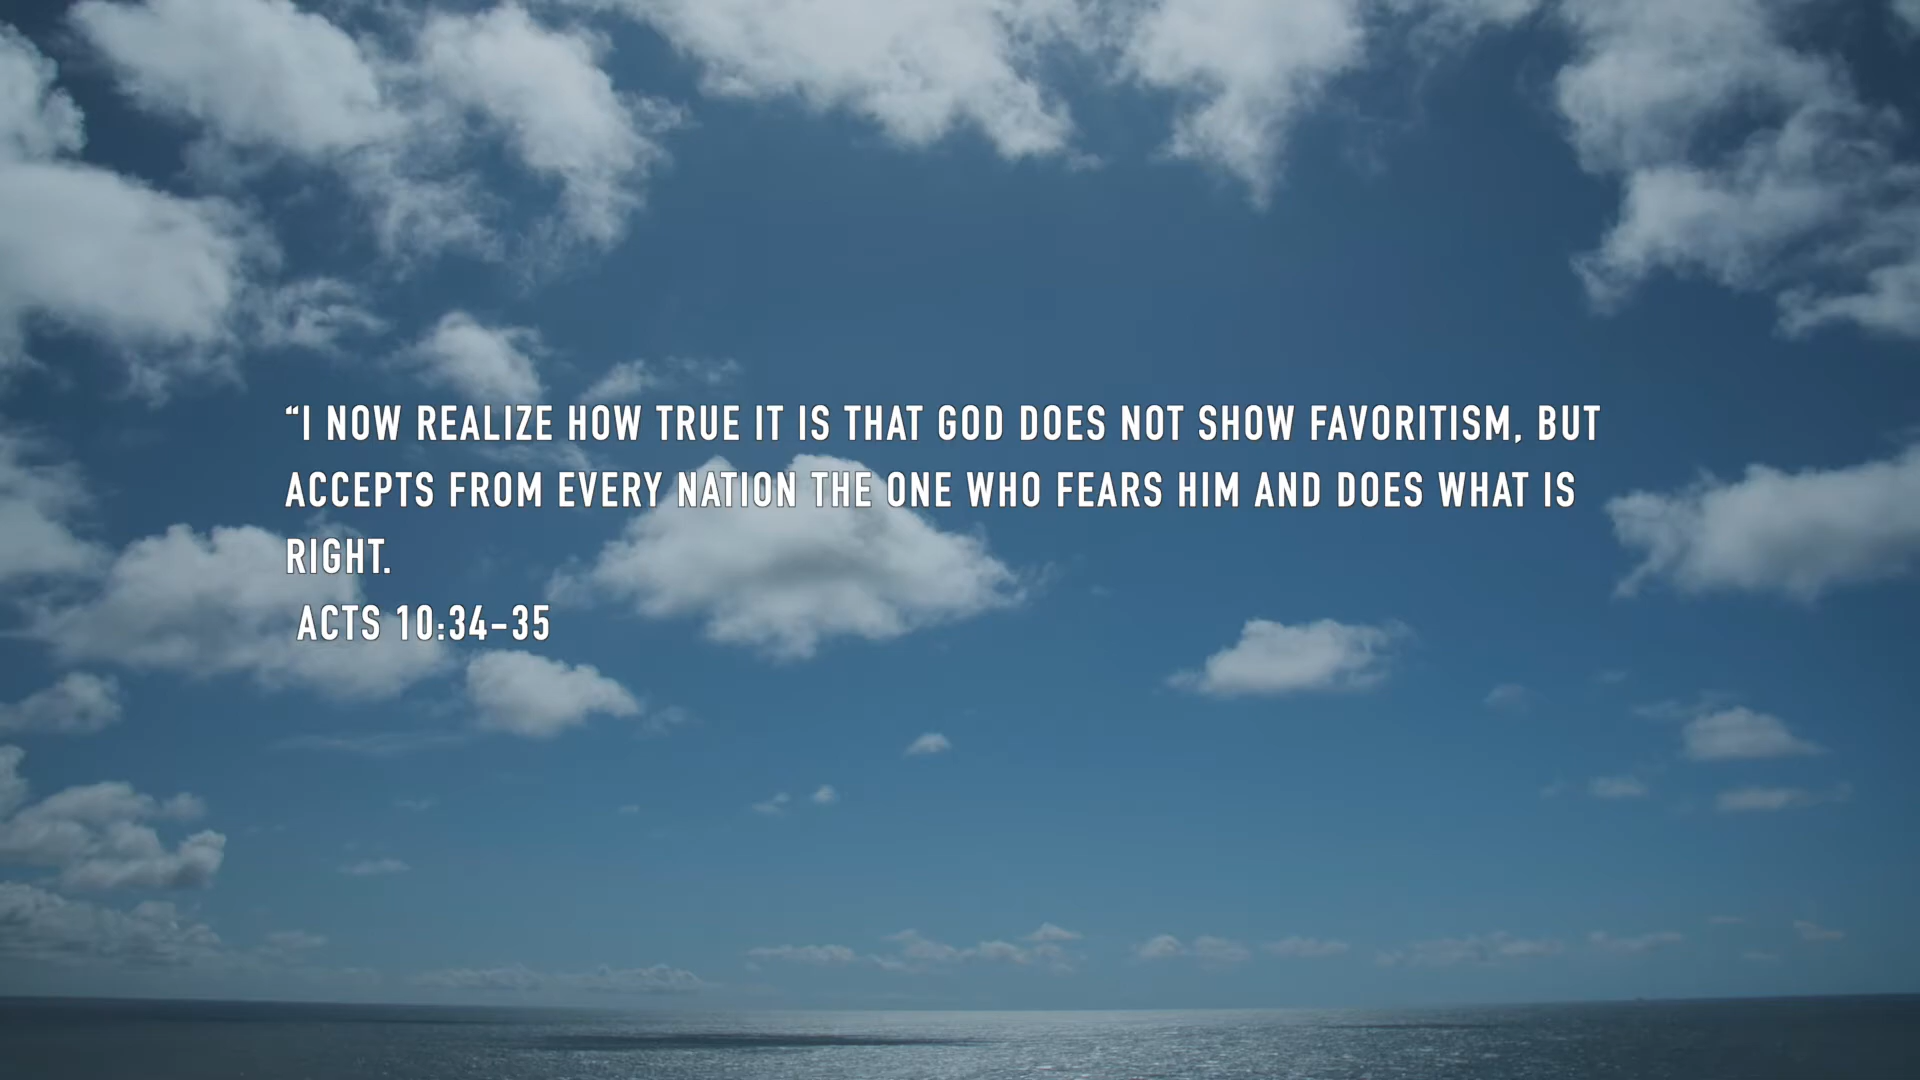 “I NOW REALIZE HOW TRUE IT IS THAT GOD DOES NOT SHOW FAVORITISM, BUT
ACCEPTS FROM EVERY NATION THE ONE WHO FEARS HIM AND DOES WHAT IS
RIGHT.
ACTS 10:34-35